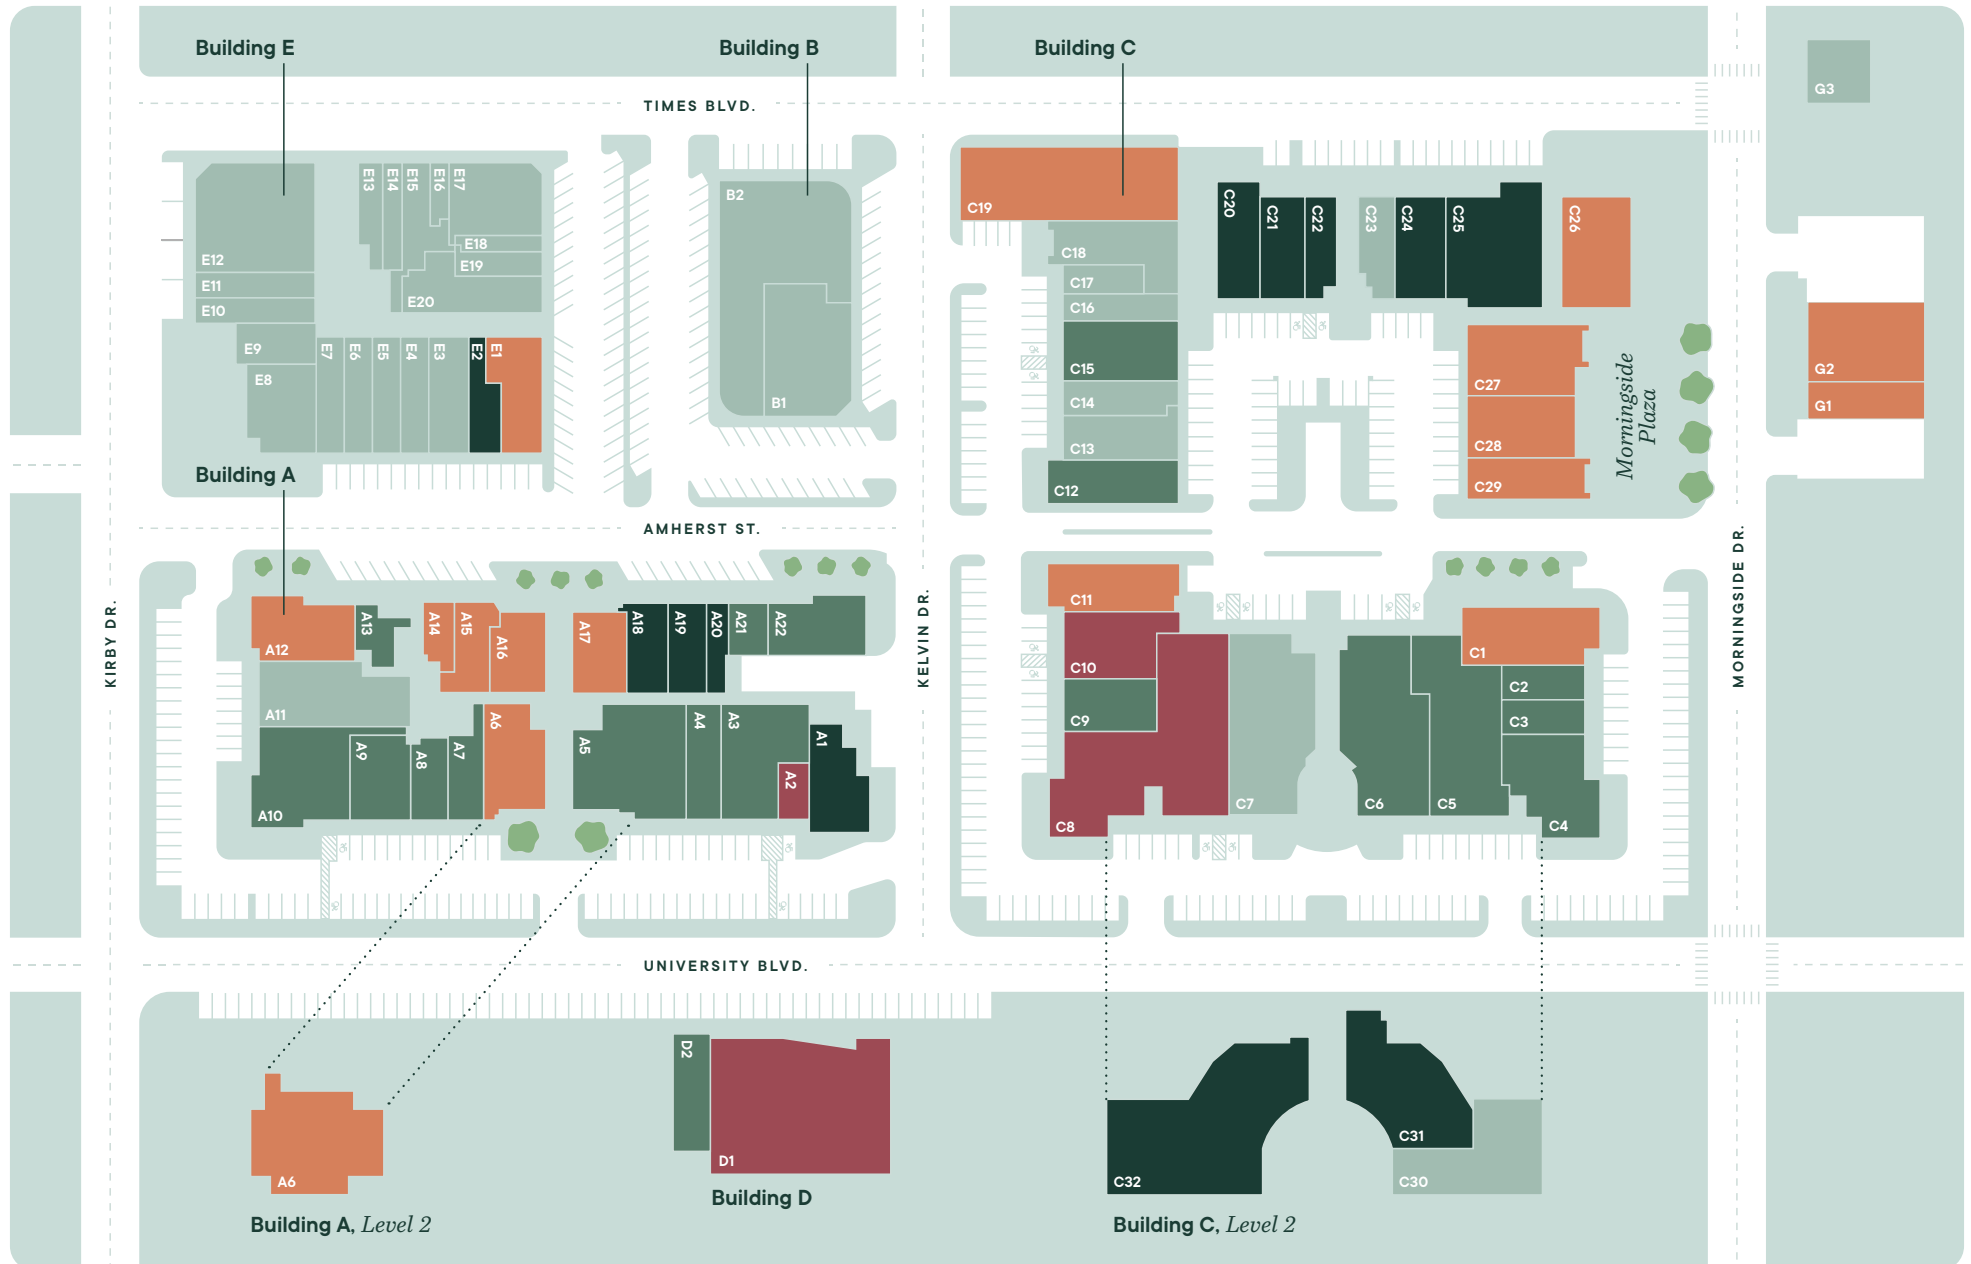 Building E
Building B
Building C
TIMES BLVD.
G3
E12
E11
E10
E9
E8
E13
E14
E15
E16
E17
E18
E19
E20
E7
E6
E5
E4
E3
E2
E1
B2
B1
C19
C18
C17
C16
C15
C14
C13
C12
C20
C21
C22
C23
C24
C25
C26
C27
C28
C29
Morningside
Plaza
G2
G1
Building A
AMHERST ST.
KIRBY DR.
KELVIN DR.
MORNINGSIDE DR.
A12
A13
A14
A15
A16
A17
A18
A19
A20
A21
A22
A11
A10
A9
A8
A7
A6
A5
A4
A3
A2
A1
C11
C10
C9
C8
C7
C6
C5
C1
C2
C3
C4
UNIVERSITY BLVD.
A6
Building A, Level 2
D2
D1
Building D
C32
C31
C30
Building C, Level 2